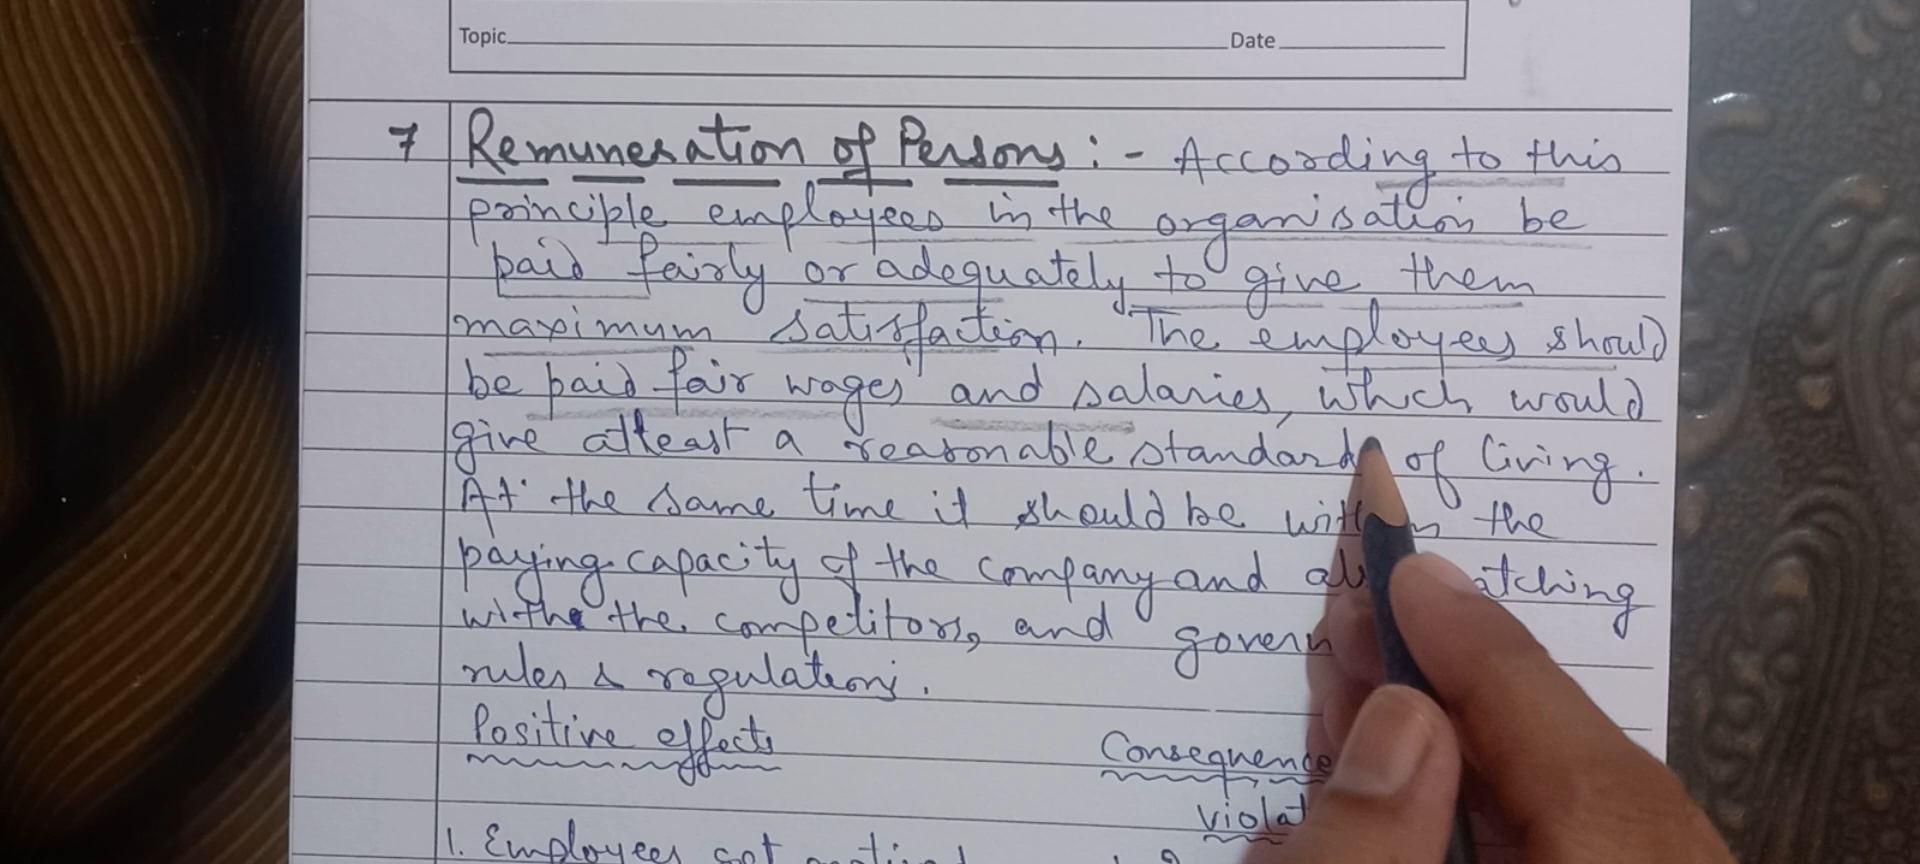 Topic Date
7 Remuneration of Persons : - According to this
principle employees in the organisation be
paid fairly or adequately to give them
maximum satisfaction. The employees should
be paid fair wages and salaries, which would
give atleast a reasonable standard of living.
At the same time it should be the
paying capacity of the company and
withe the competitors, and
rules & regulations.
Positive effects
1. Employees get